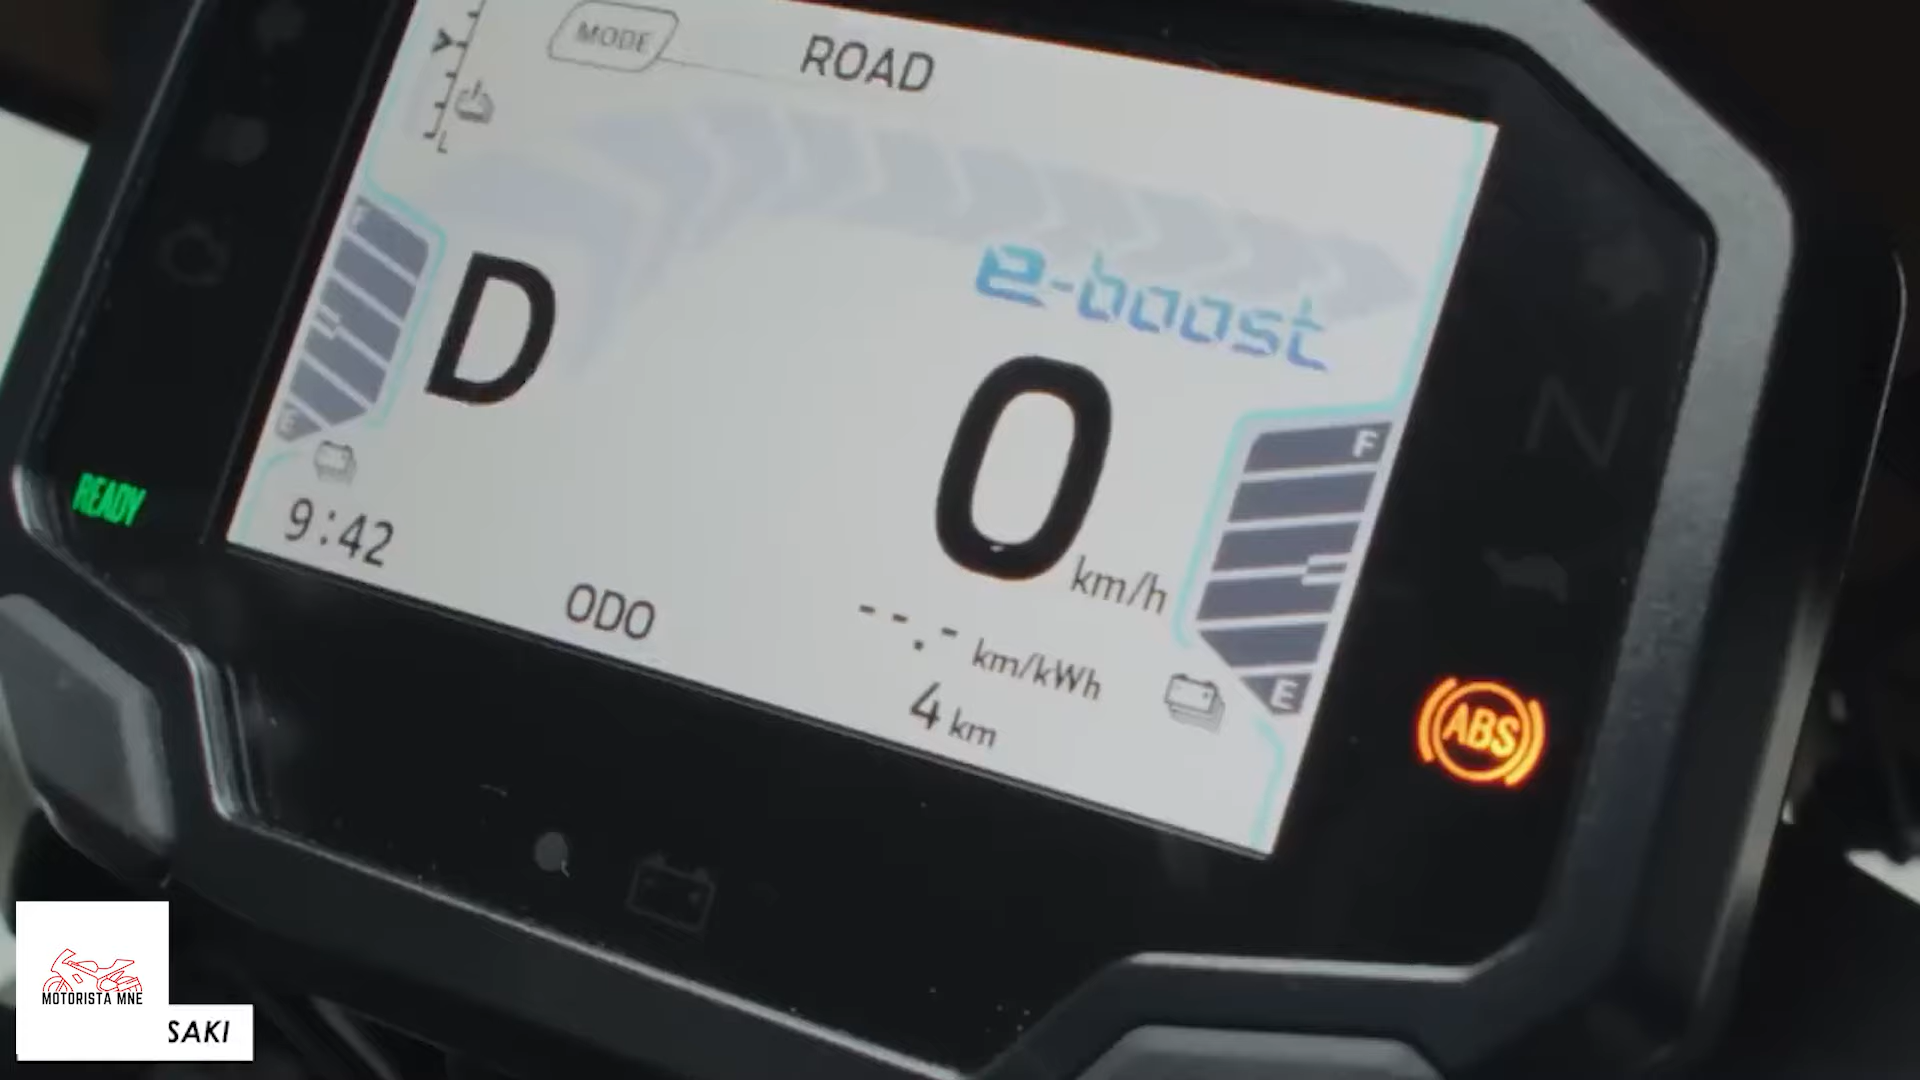 MODE
ROAD
L
e-boost
D
0
km/h
F
E
E
READY
9:42
ODO
--.- km/kWh
4 km
N
ABS
MOTORISTA MNE
SAKI